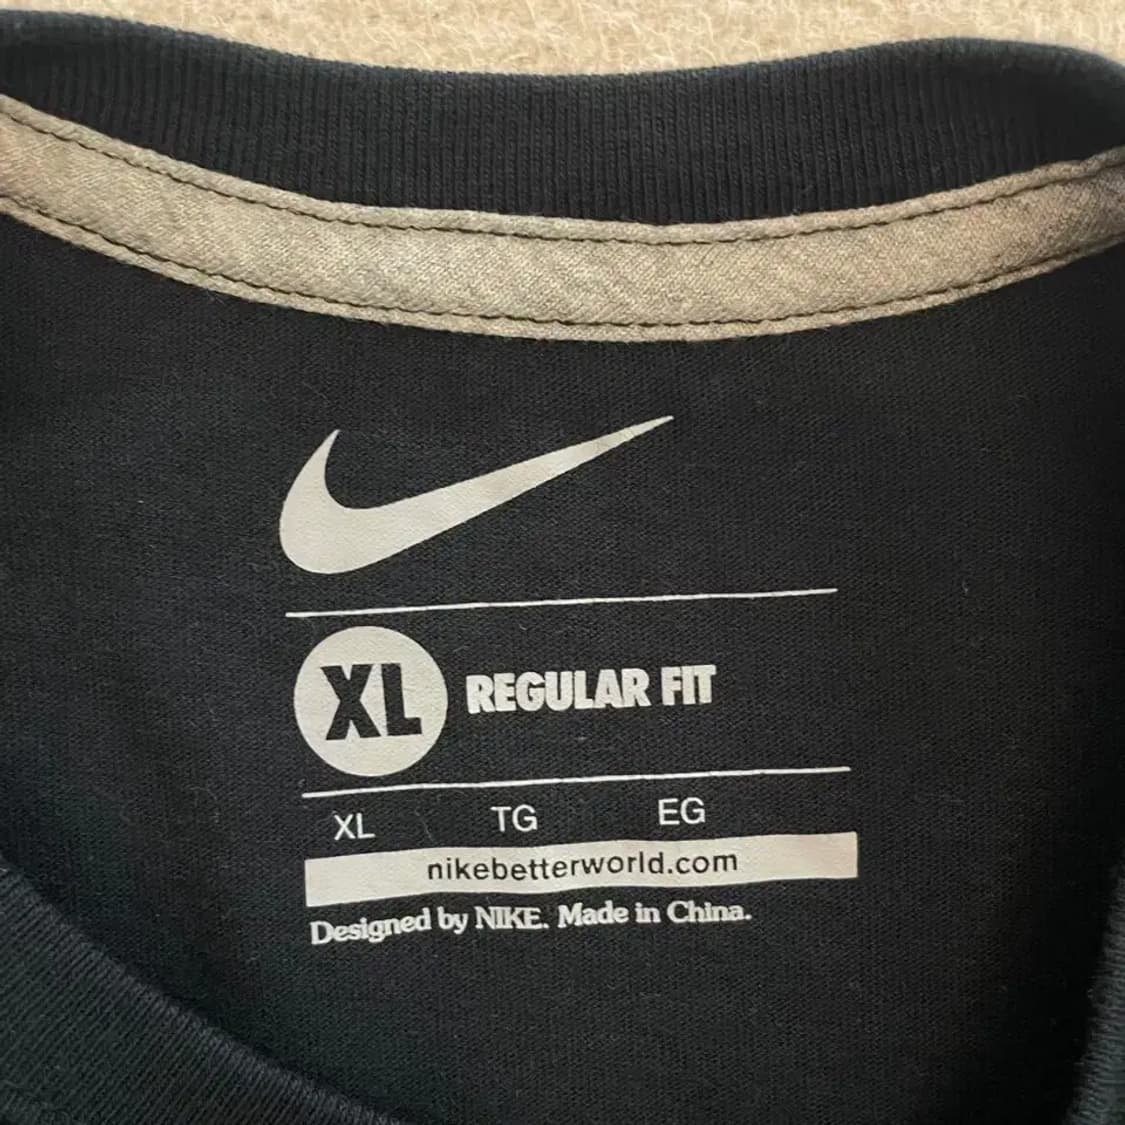 XL REGULAR FIT
XL TG EG
nikebetterworld.com
Designed by NIKE. Made in China.